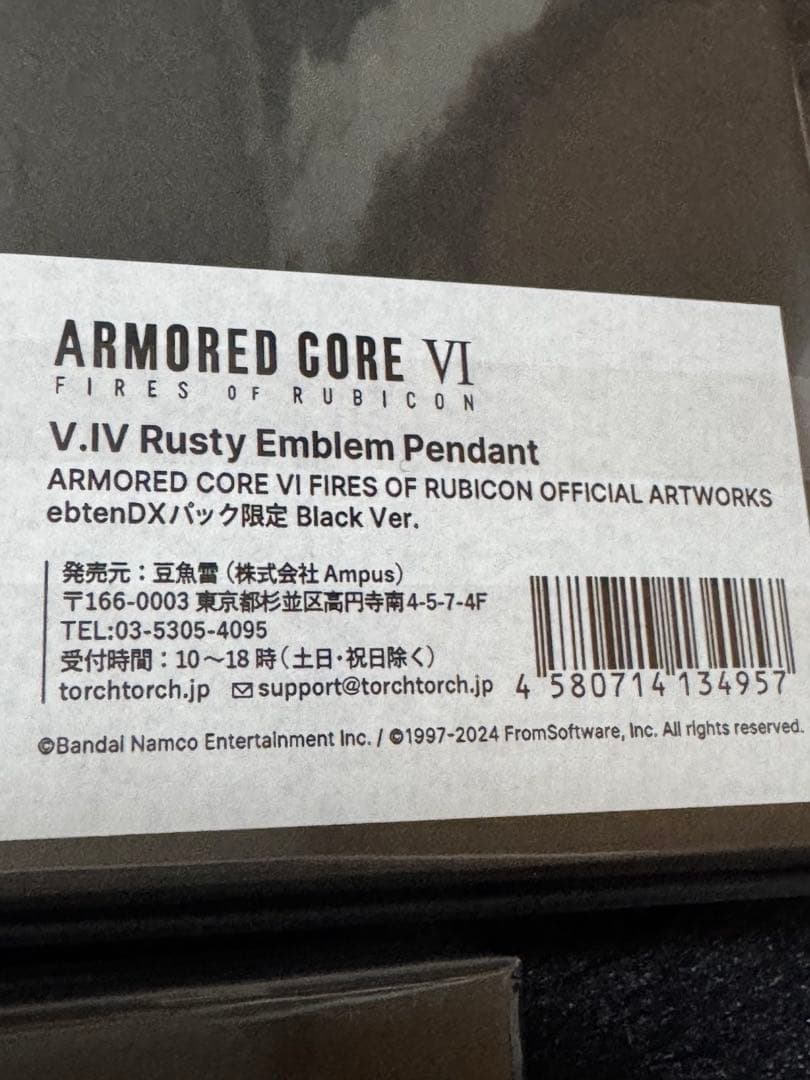 ARMORED CORE VI
FIRES OF RUBICON
V.IV Rusty Emblem Pendant
ARMORED CORE VI FIRES OF RUBICON OFFICIAL ARTWORKS
ebtenDXパック限定 Black Ver.
発売元：豆魚雷（株式会社 Ampus）
〒166-0003 東京都杉並区高円寺南4-5-7-4F
TEL:03-5305-4095
受付時間：10～18時（土日・祝日除く）
torchtorch.jp ✉support@torchtorch.jp
4 580714 134957
©Bandai Namco Entertainment Inc. / ©1997-2024 FromSoftware, Inc. All rights reserved.